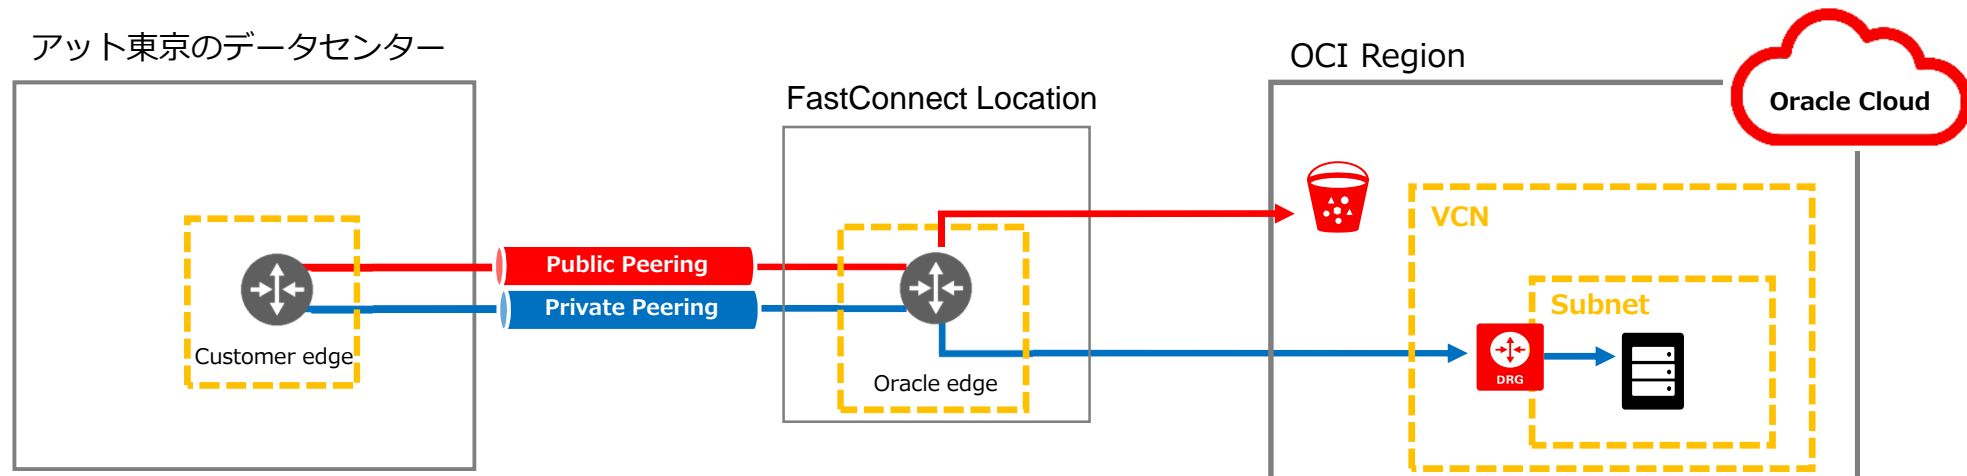 アット東京のデータセンター
OCI Region
Oracle Cloud
FastConnect Location
VCN
Public Peering
Private Peering
Subnet
Customer edge
Oracle edge
DRG